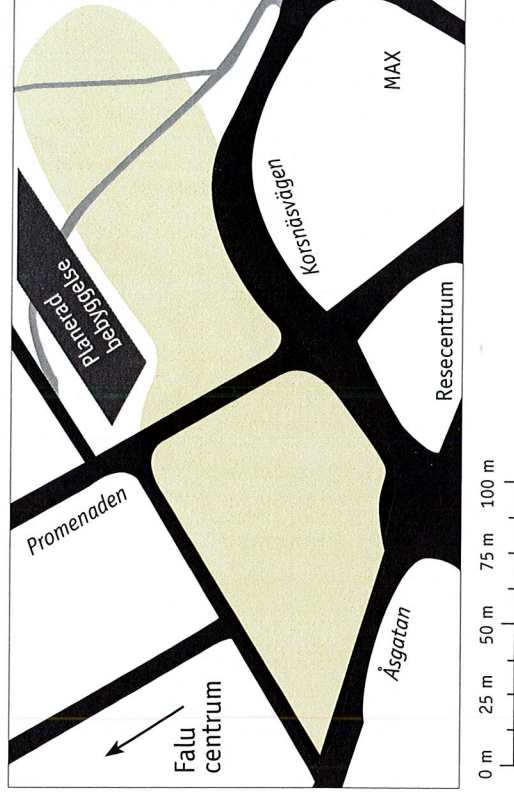 MAX
Korsnäsvägen
Planerad
bebyggelse
Resecentrum
Promenaden
Åsgatan
Falu
centrum
0 m
25 m
50 m
75 m
100 m